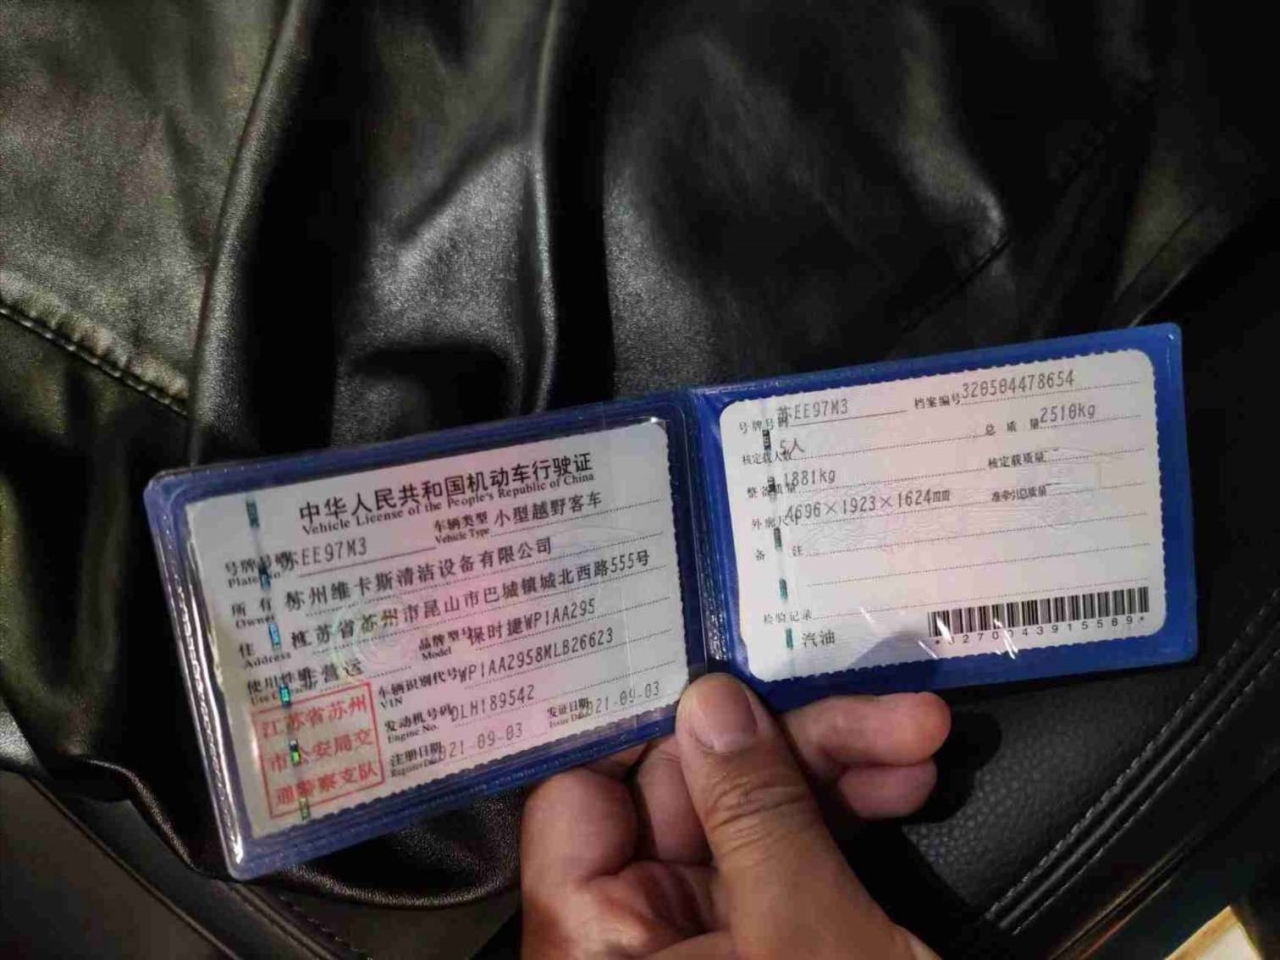 中华人民共和国机动车行驶证
Vehicle License of the People's Republic of China
号牌号码 苏EE97M3 车辆类型 小型越野客车
Plate No. Vehicle Type
所有人 苏州维卡斯清洁设备有限公司
Owner
住址 江苏省苏州市昆山市巴城镇城北西路555号
Address
使用性质 非营运 品牌型号 保时捷WP1AA295
Use Character Model
车辆识别代号 WP1AA2958MLB26623
VIN
发动机号码 DLH189542
Engine No.
注册日期 2021-09-03 发证日期 2021-09-03
Register Date Issue Date
江苏省苏州
市公安局交
通警察支队
号牌号码 苏EE97M3 档案编号 320504478654
核定载人数 5人 总质量 2510kg
整备质量 1881kg 核定载质量 --
外廓尺寸 4696×1923×1624mm 准牵引总质量 --
备注
检验记录
汽油
*1270043915589*